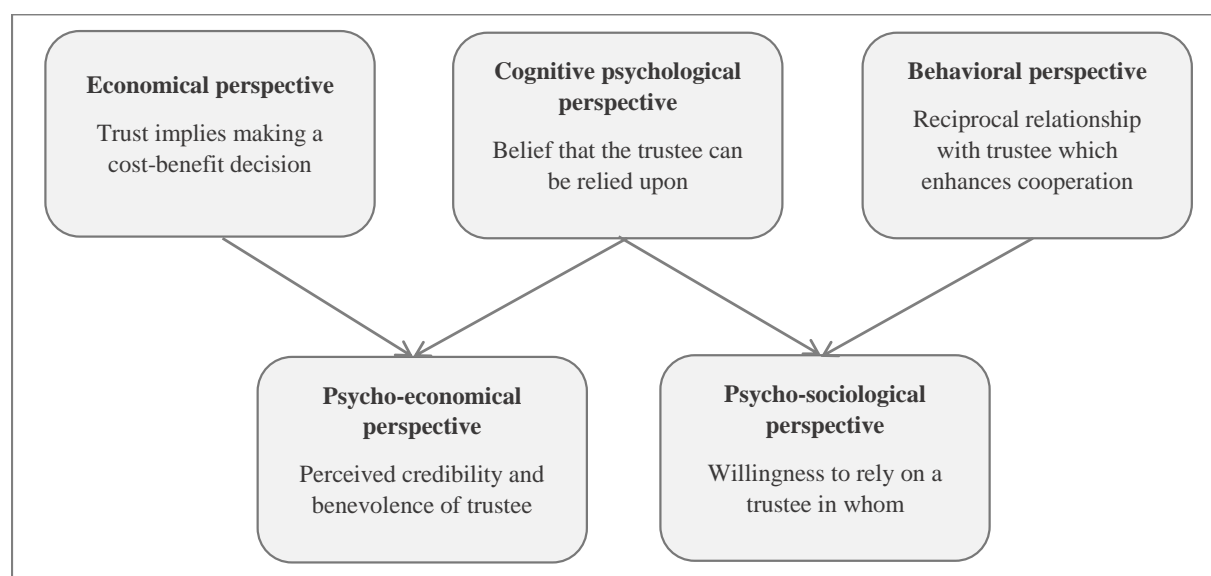 Economical perspective
Trust implies making a
cost-benefit decision
Cognitive psychological
perspective
Belief that the trustee can
be relied upon
Behavioral perspective
Reciprocal relationship
with trustee which
enhances cooperation
Psycho-economical
perspective
Perceived credibility and
benevolence of trustee
Psycho-sociological
perspective
Willingness to rely on a
trustee in whom